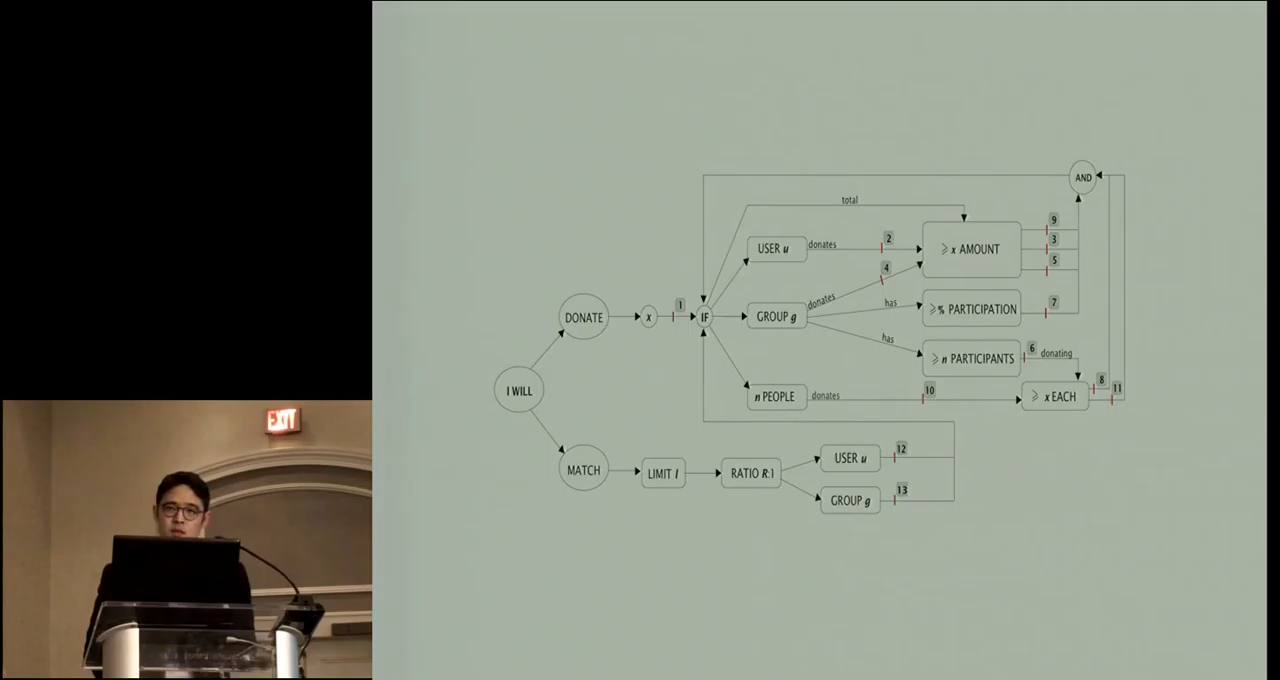 AND
total
9
USER u
donates
2
≥ x AMOUNT
3
4
5
DONATE
x
1
IF
GROUP g
donates
has
≥% PARTICIPATION
7
has
≥ n PARTICIPANTS
6
donating
I WILL
n PEOPLE
donates
10
≥ x EACH
8
11
MATCH
LIMIT l
RATIO R:1
USER u
12
GROUP g
13
EXIT